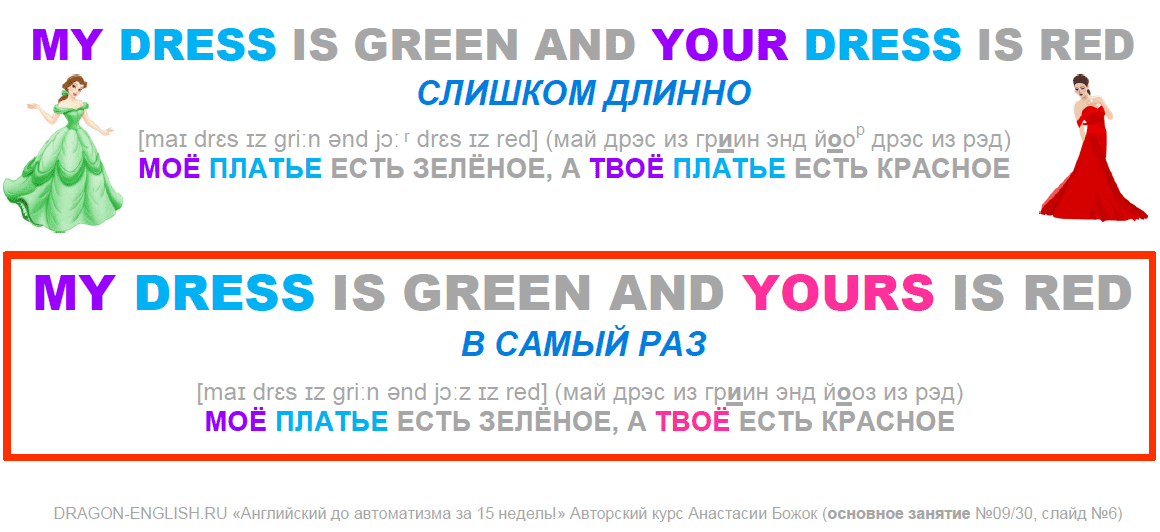 MY DRESS IS GREEN AND YOUR DRESS IS RED
СЛИШКОМ ДЛИННО
[maɪ drɛs ɪz griːn ənd jɔː ʳ drɛs ɪz red] (май дрэс из гриин энд йооᵖ дрэс из рэд)
МОЁ ПЛАТЬЕ ЕСТЬ ЗЕЛЁНОЕ, А ТВОЁ ПЛАТЬЕ ЕСТЬ КРАСНОЕ
MY DRESS IS GREEN AND YOURS IS RED
В САМЫЙ РАЗ
[maɪ drɛs ɪz griːn ənd jɔːz ɪz red] (май дрэс из гриин энд йооз из рэд)
МОЁ ПЛАТЬЕ ЕСТЬ ЗЕЛЁНОЕ, А ТВОЁ ЕСТЬ КРАСНОЕ
DRAGON-ENGLISH.RU «Английский до автоматизма за 15 недель!» Авторский курс Анастасии Божок (основное занятие №09/30, слайд №6)